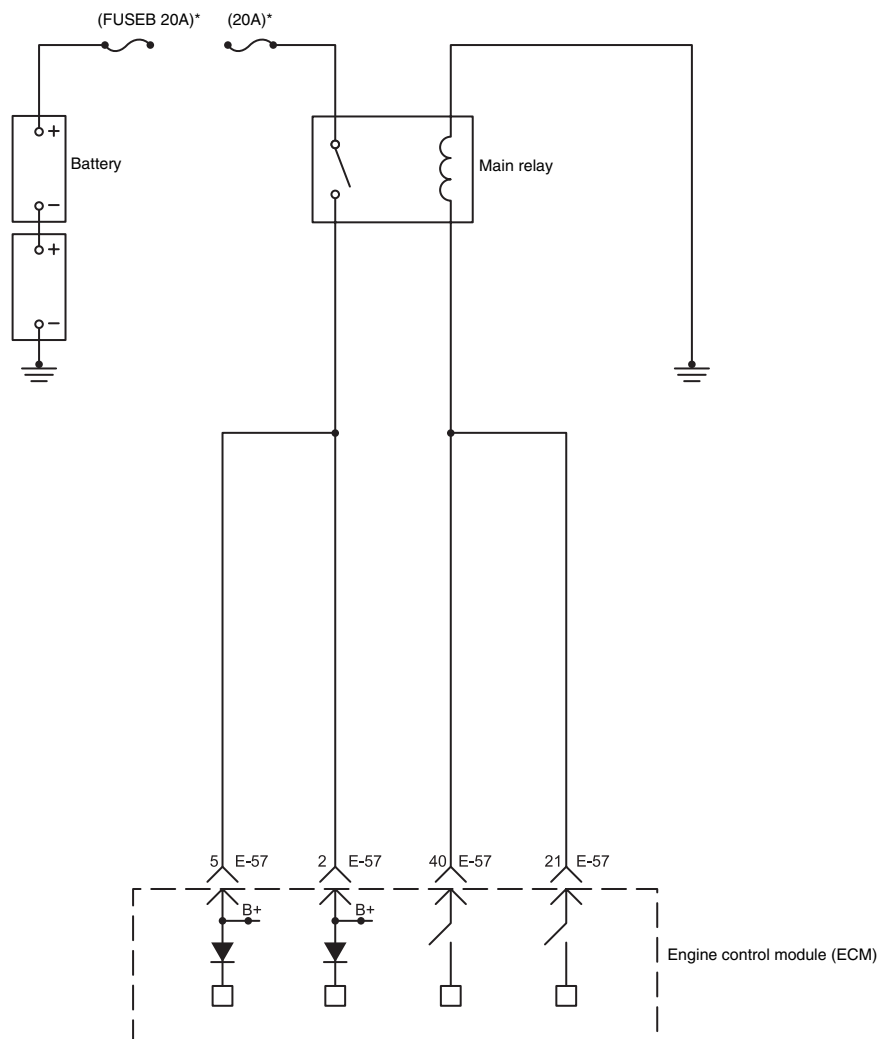 (FUSEB 20A)* (20A)*
+
Battery
Main relay
−
+
−
5 E-57 2 E-57 40 E-57 21 E-57
B+ B+
Engine control module (ECM)